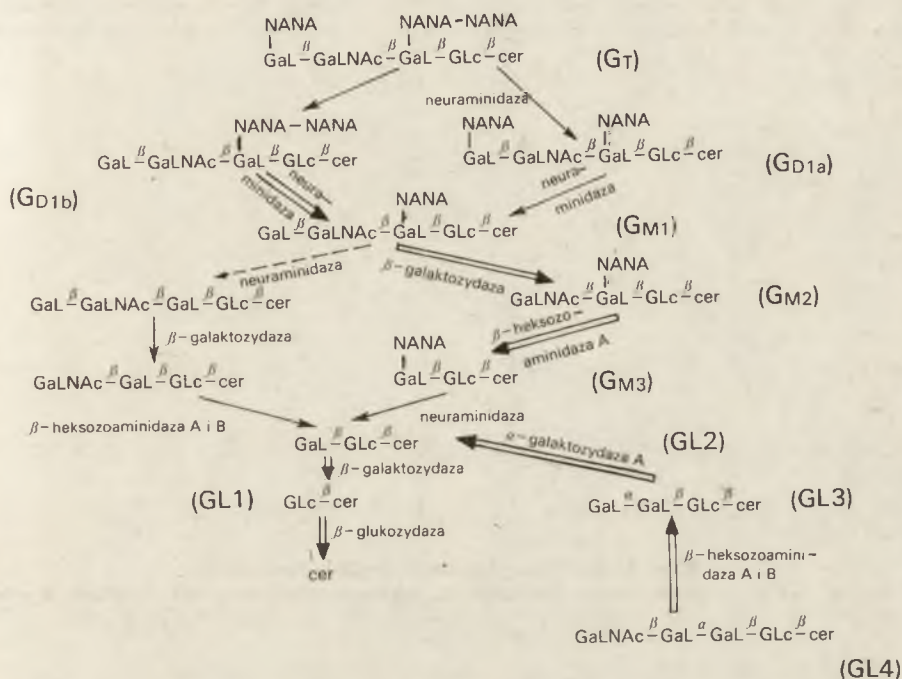 NANA NANA–NANA
GaL–β–GaLNAc–β–GaL–β–GLc–β–cer (GT)
neuraminidaza
NANA–NANA NANA NANA
GaL–β–GaLNAc–β–GaL–β–GLc–β–cer GaL–β–GaLNAc–β–GaL–β–GLc–β–cer
(GD1b) neura–minidaza neura–minidaza (GD1a)
NANA
GaL–β–GaLNAc–β–GaL–β–GLc–β–cer (GM1)
neuraminidaza β–galaktozydaza
NANA
GaL–β–GaLNAc–β–GaL–β–GLc–β–cer GaLNAc–β–GaL–β–GLc–β–cer (GM2)
β–galaktozydaza β–heksozo–aminidaza A
NANA
GaLNAc–β–GaL–β–GLc–β–cer GaL–β–GLc–β–cer (GM3)
β–heksozoaminidaza A i B neuraminidaza
GaL–β–GLc–β–cer α–galaktozydaza A (GL2)
β–galaktozydaza
(GL1) GLc–β–cer GaL–α–GaL–β–GLc–β–cer (GL3)
β–glukozydaza β–heksozoamini–
daza A i B
cer
GaLNAc–β–GaL–α–GaL–β–GLc–β–cer
(GL4)